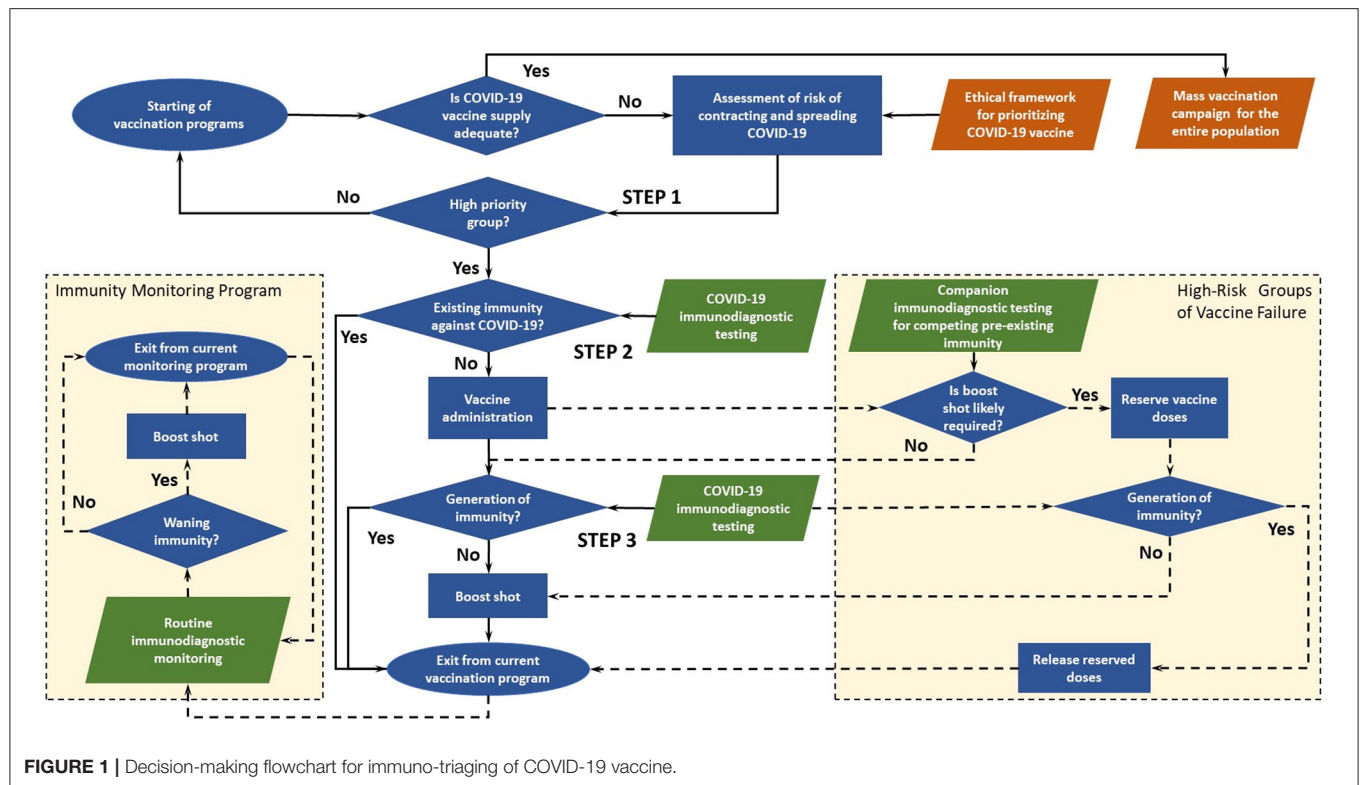 Yes
Starting of
vaccination programs
Is COVID-19
vaccine supply
adequate?
No
Assessment of risk of
contracting and spreading
COVID-19
Ethical framework
for prioritizing
COVID-19 vaccine
Mass vaccination
campaign for the
entire population
No
High priority
group?
STEP 1
Yes
Immunity Monitoring Program
Exit from current
monitoring program
Boost shot
Yes
No
Waning
immunity?
Routine
immunodiagnostic
monitoring
Existing immunity
against COVID-19?
Yes
COVID-19
immunodiagnostic
testing
STEP 2
No
Vaccine
administration
Generation of
immunity?
Yes
COVID-19
immunodiagnostic
testing
STEP 3
No
Boost shot
Exit from current
vaccination program
High-Risk Groups
of Vaccine Failure
Companion
immunodiagnostic testing
for competing pre-existing
immunity
Is boost
shot likely
required?
Yes
Reserve vaccine
doses
No
Generation of
immunity?
Yes
No
Release reserved
doses
FIGURE 1 | Decision-making flowchart for immuno-triaging of COVID-19 vaccine.